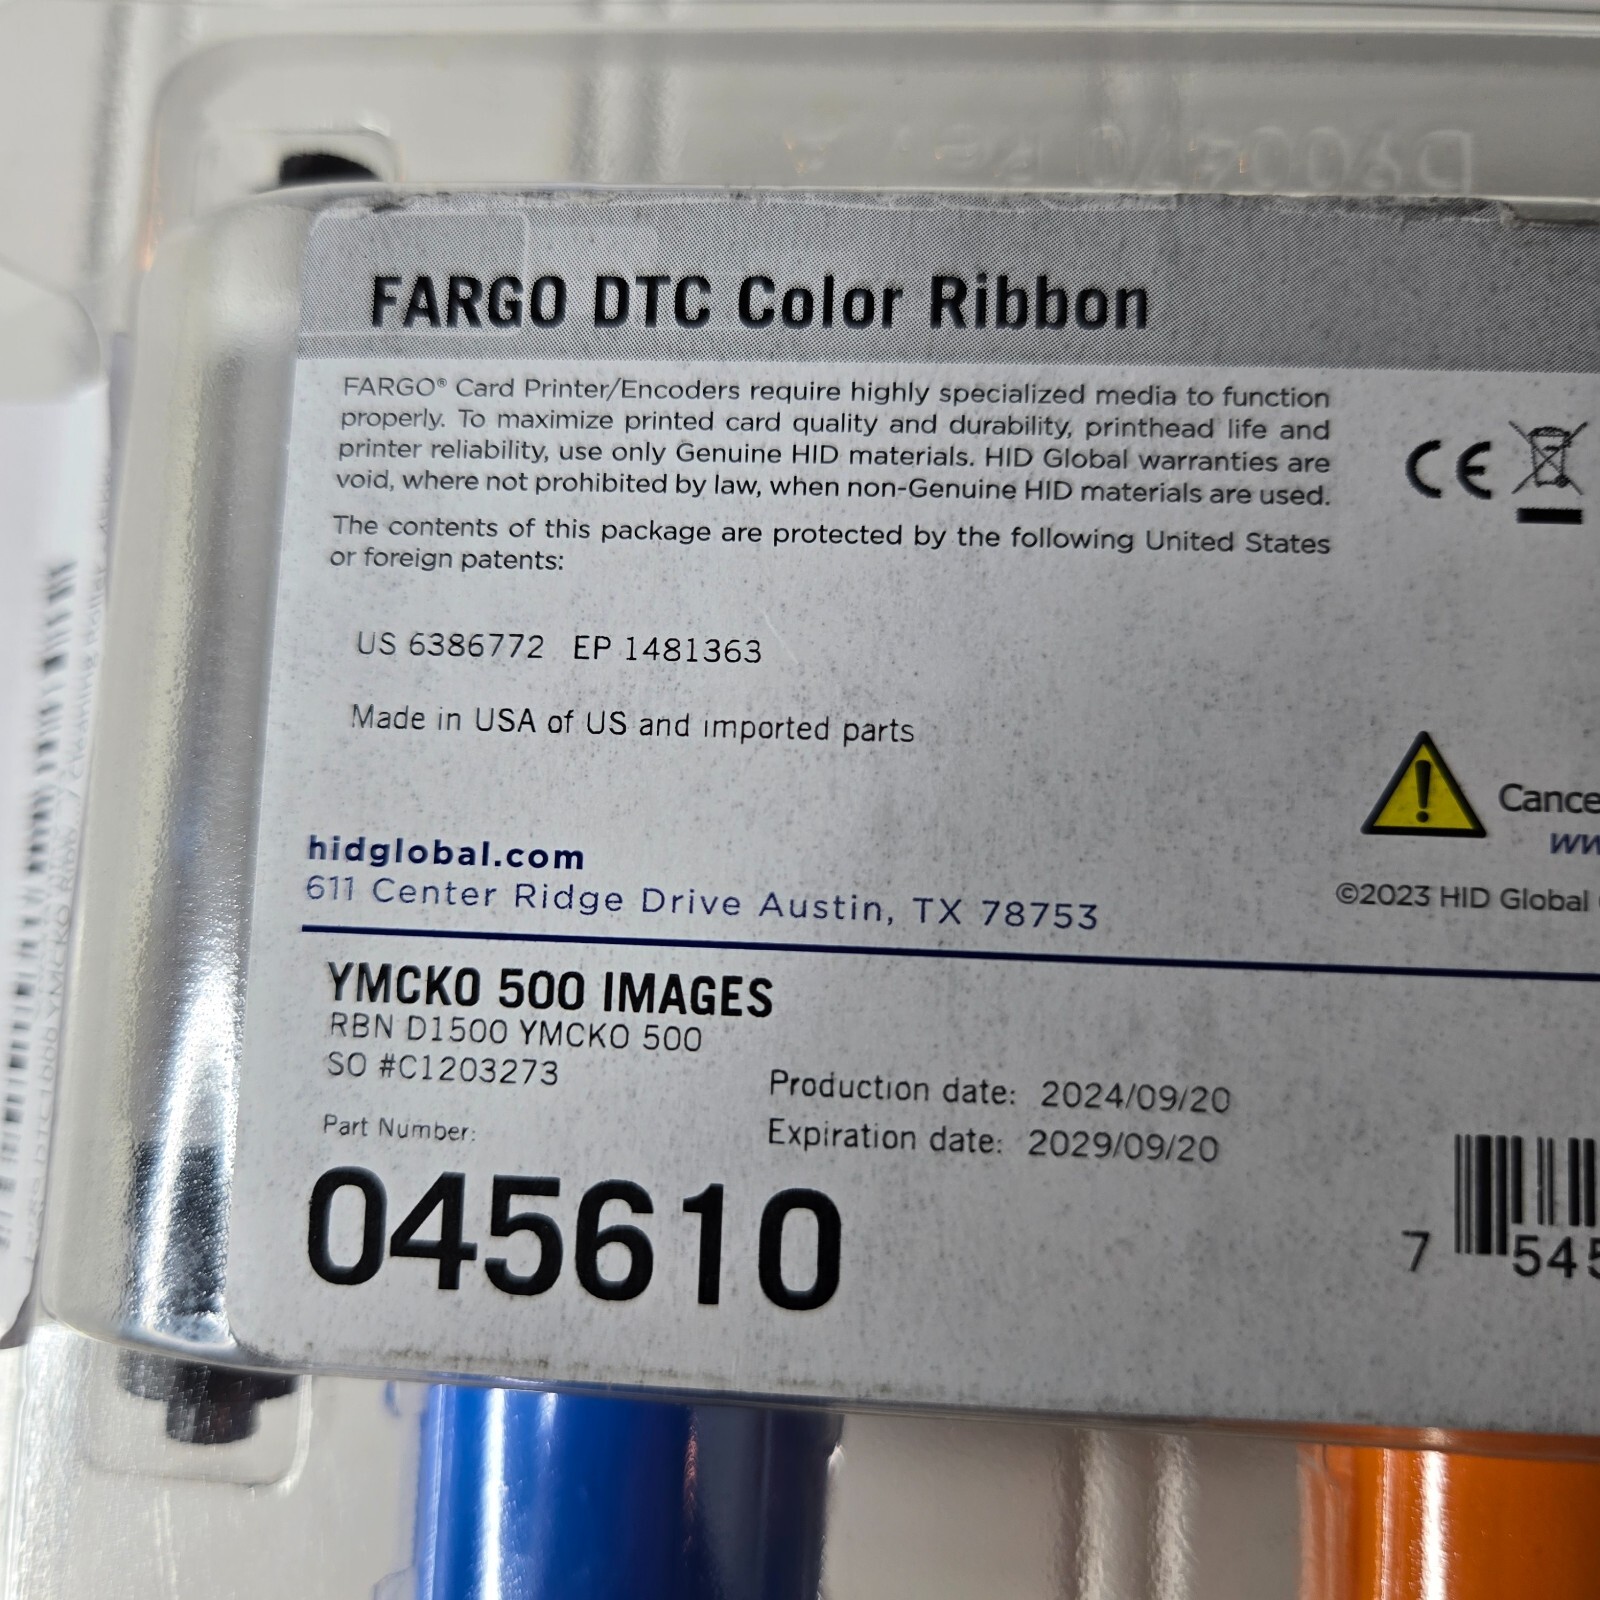 FARGO DTC Color Ribbon
FARGO® Card Printer/Encoders require highly specialized media to function
properly. To maximize printed card quality and durability, printhead life and
printer reliability, use only Genuine HID materials. HID Global warranties are
void, where not prohibited by law, when non-Genuine HID materials are used.
CE
The contents of this package are protected by the following United States
or foreign patents:
US 6386772 EP 1481363
Made in USA of US and imported parts
Cance
ww
hidglobal.com
611 Center Ridge Drive Austin, TX 78753
©2023 HID Global
YMCKO 500 IMAGES
RBN D1500 YMCKO 500
SO #C1203273
Production date: 2024/09/20
Expiration date: 2029/09/20
Part Number:
045610
7 545